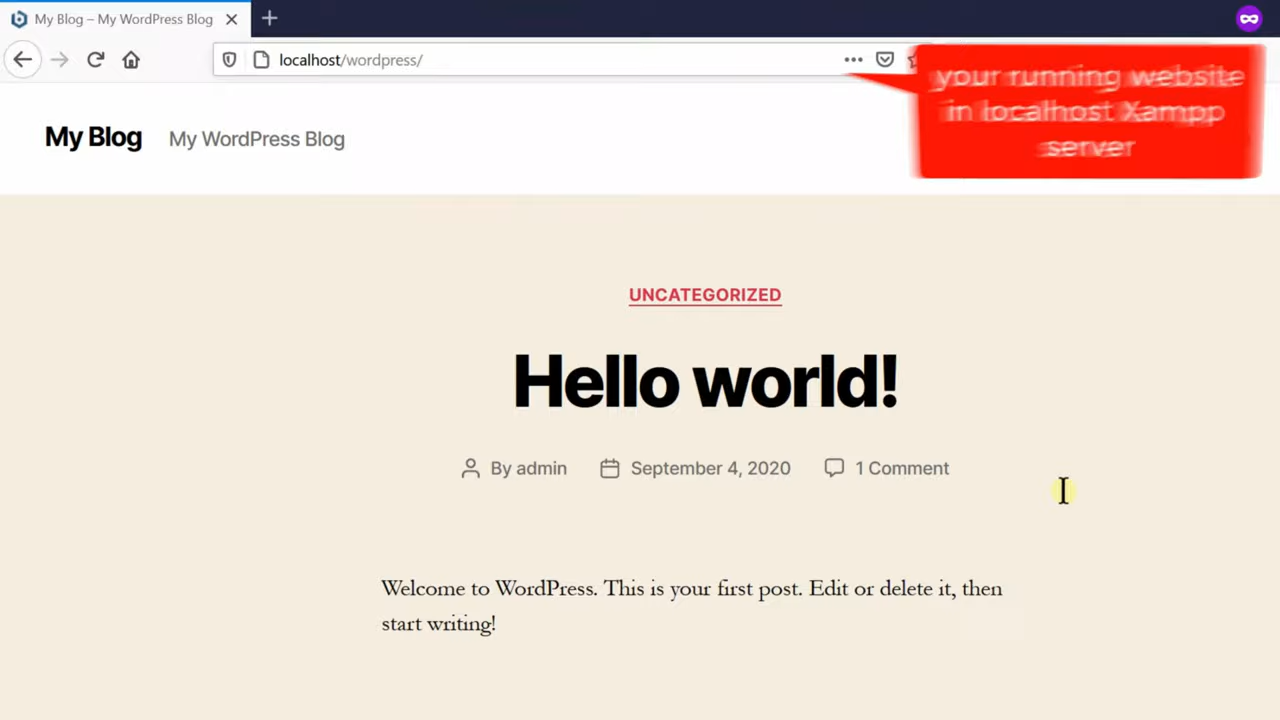 My Blog – My WordPress Blog
localhost/wordpress/
your running website
in localhost Xampp
server
My Blog My WordPress Blog
UNCATEGORIZED
Hello world!
By admin September 4, 2020 1 Comment
Welcome to WordPress. This is your first post. Edit or delete it, then
start writing!